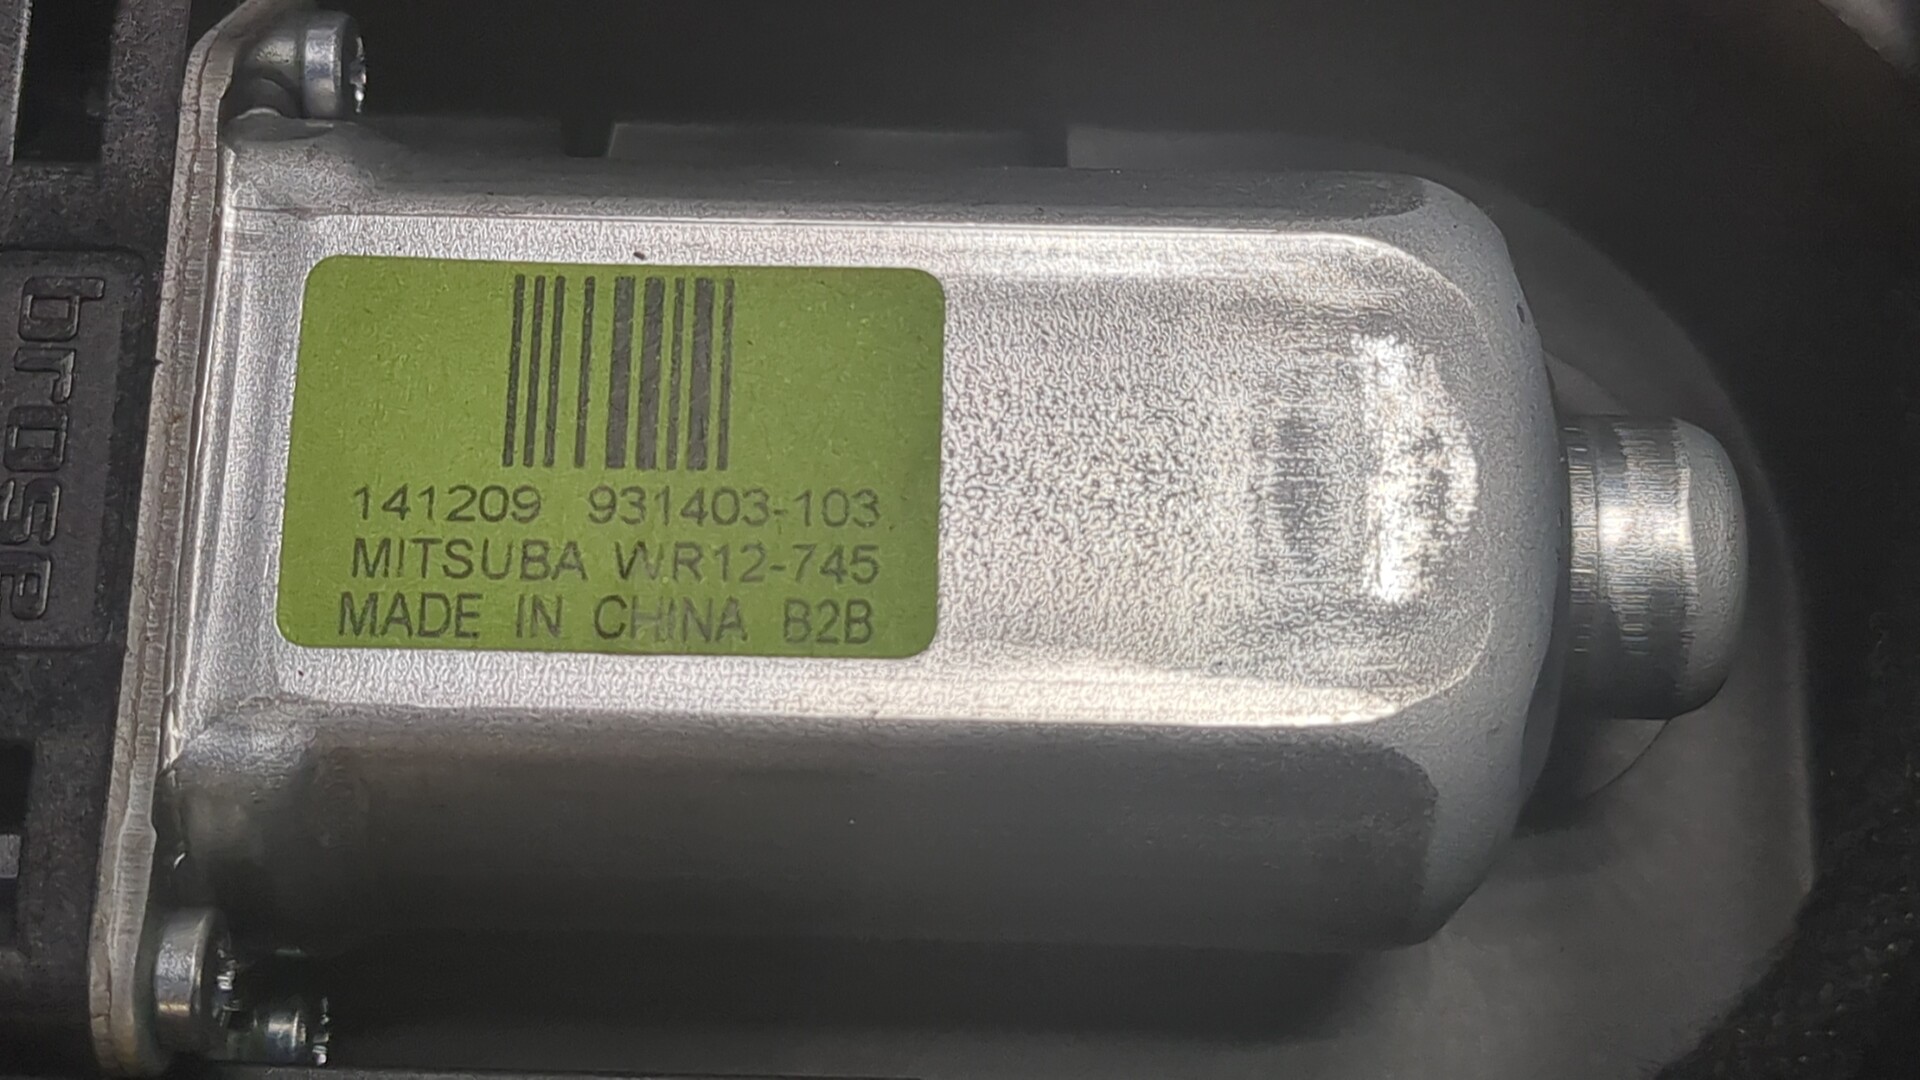 brose
141209 931403-103
MITSUBA WR12-745
MADE IN CHINA B2B